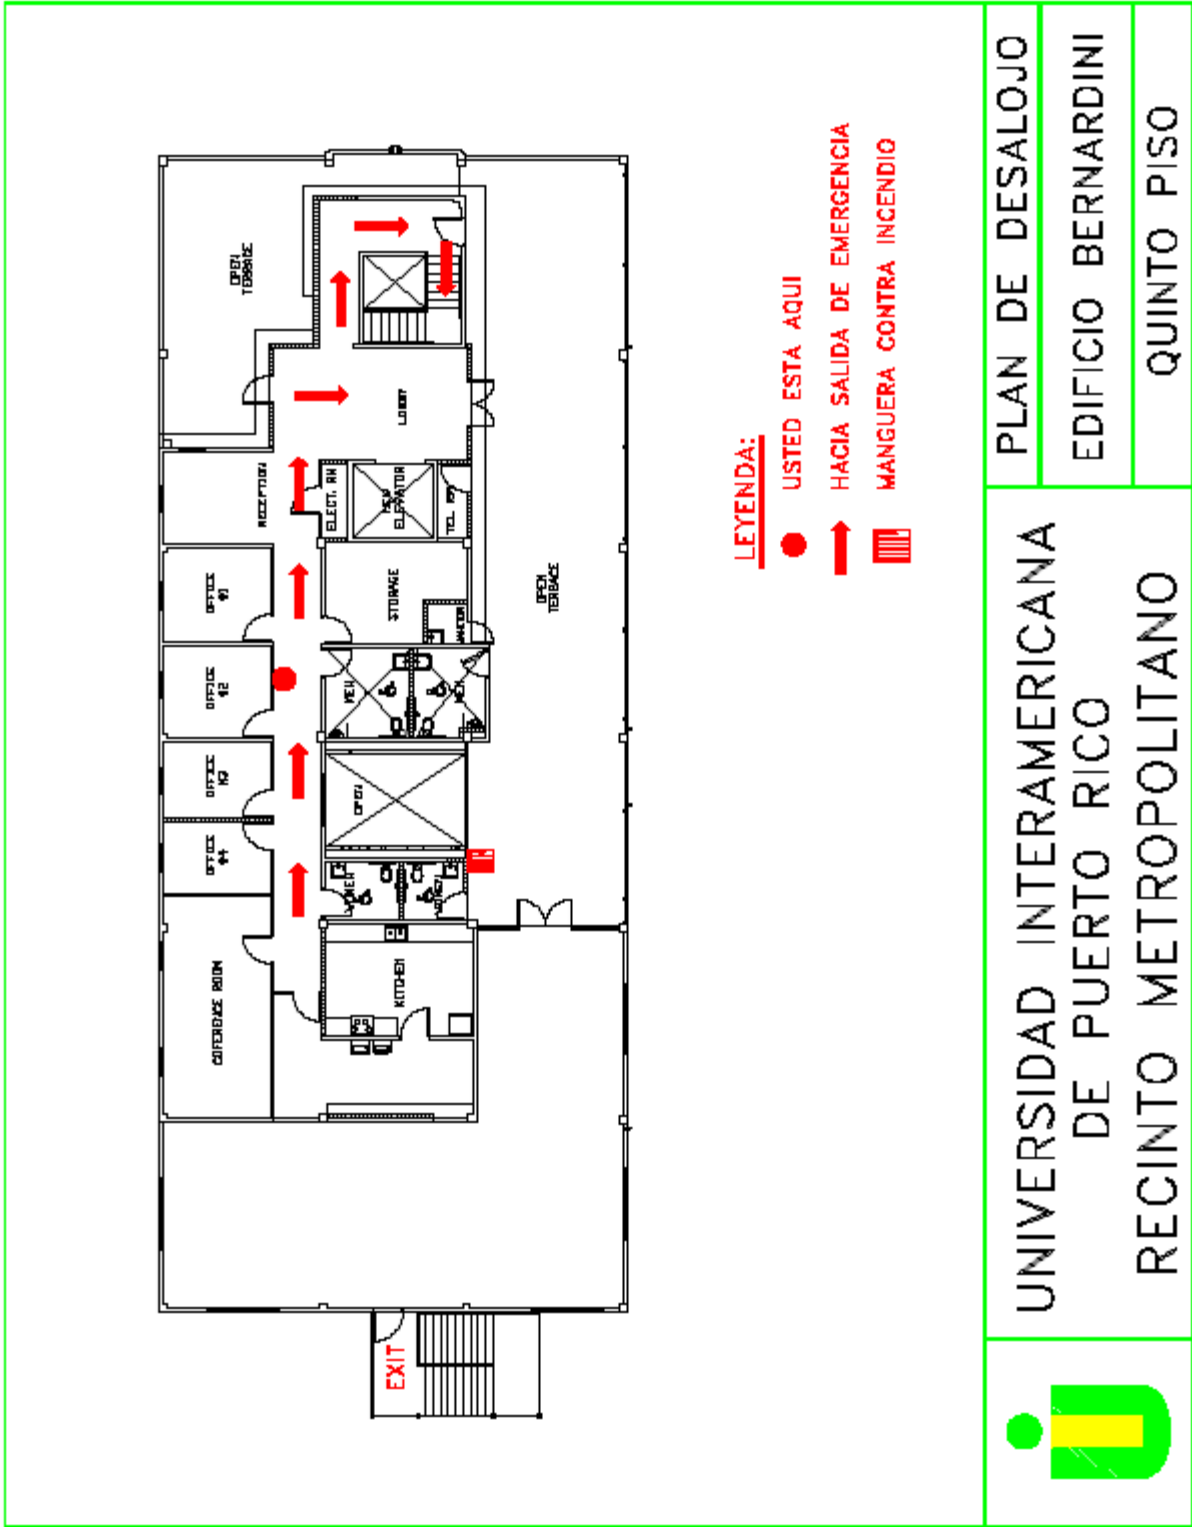 OPEN
TERRACE
RECEPTION
ELECT. RM
NEW
ELEVATOR
TEL. RM
LOBBY
OFFICE
#1
OFFICE
#2
OFFICE
#3
OFFICE
#4
COFERENCE ROOM
STORAGE
OPEN
TERRACE
MEN
OPEN
KITCHEN
EXIT
LEYENDA:
USTED ESTA AQUI
HACIA SALIDA DE EMERGENCIA
MANGUERA CONTRA INCENDIO
UNIVERSIDAD INTERAMERICANA
DE PUERTO RICO
RECINTO METROPOLITANO
PLAN DE DESALOJO
EDIFICIO BERNARDINI
QUINTO PISO